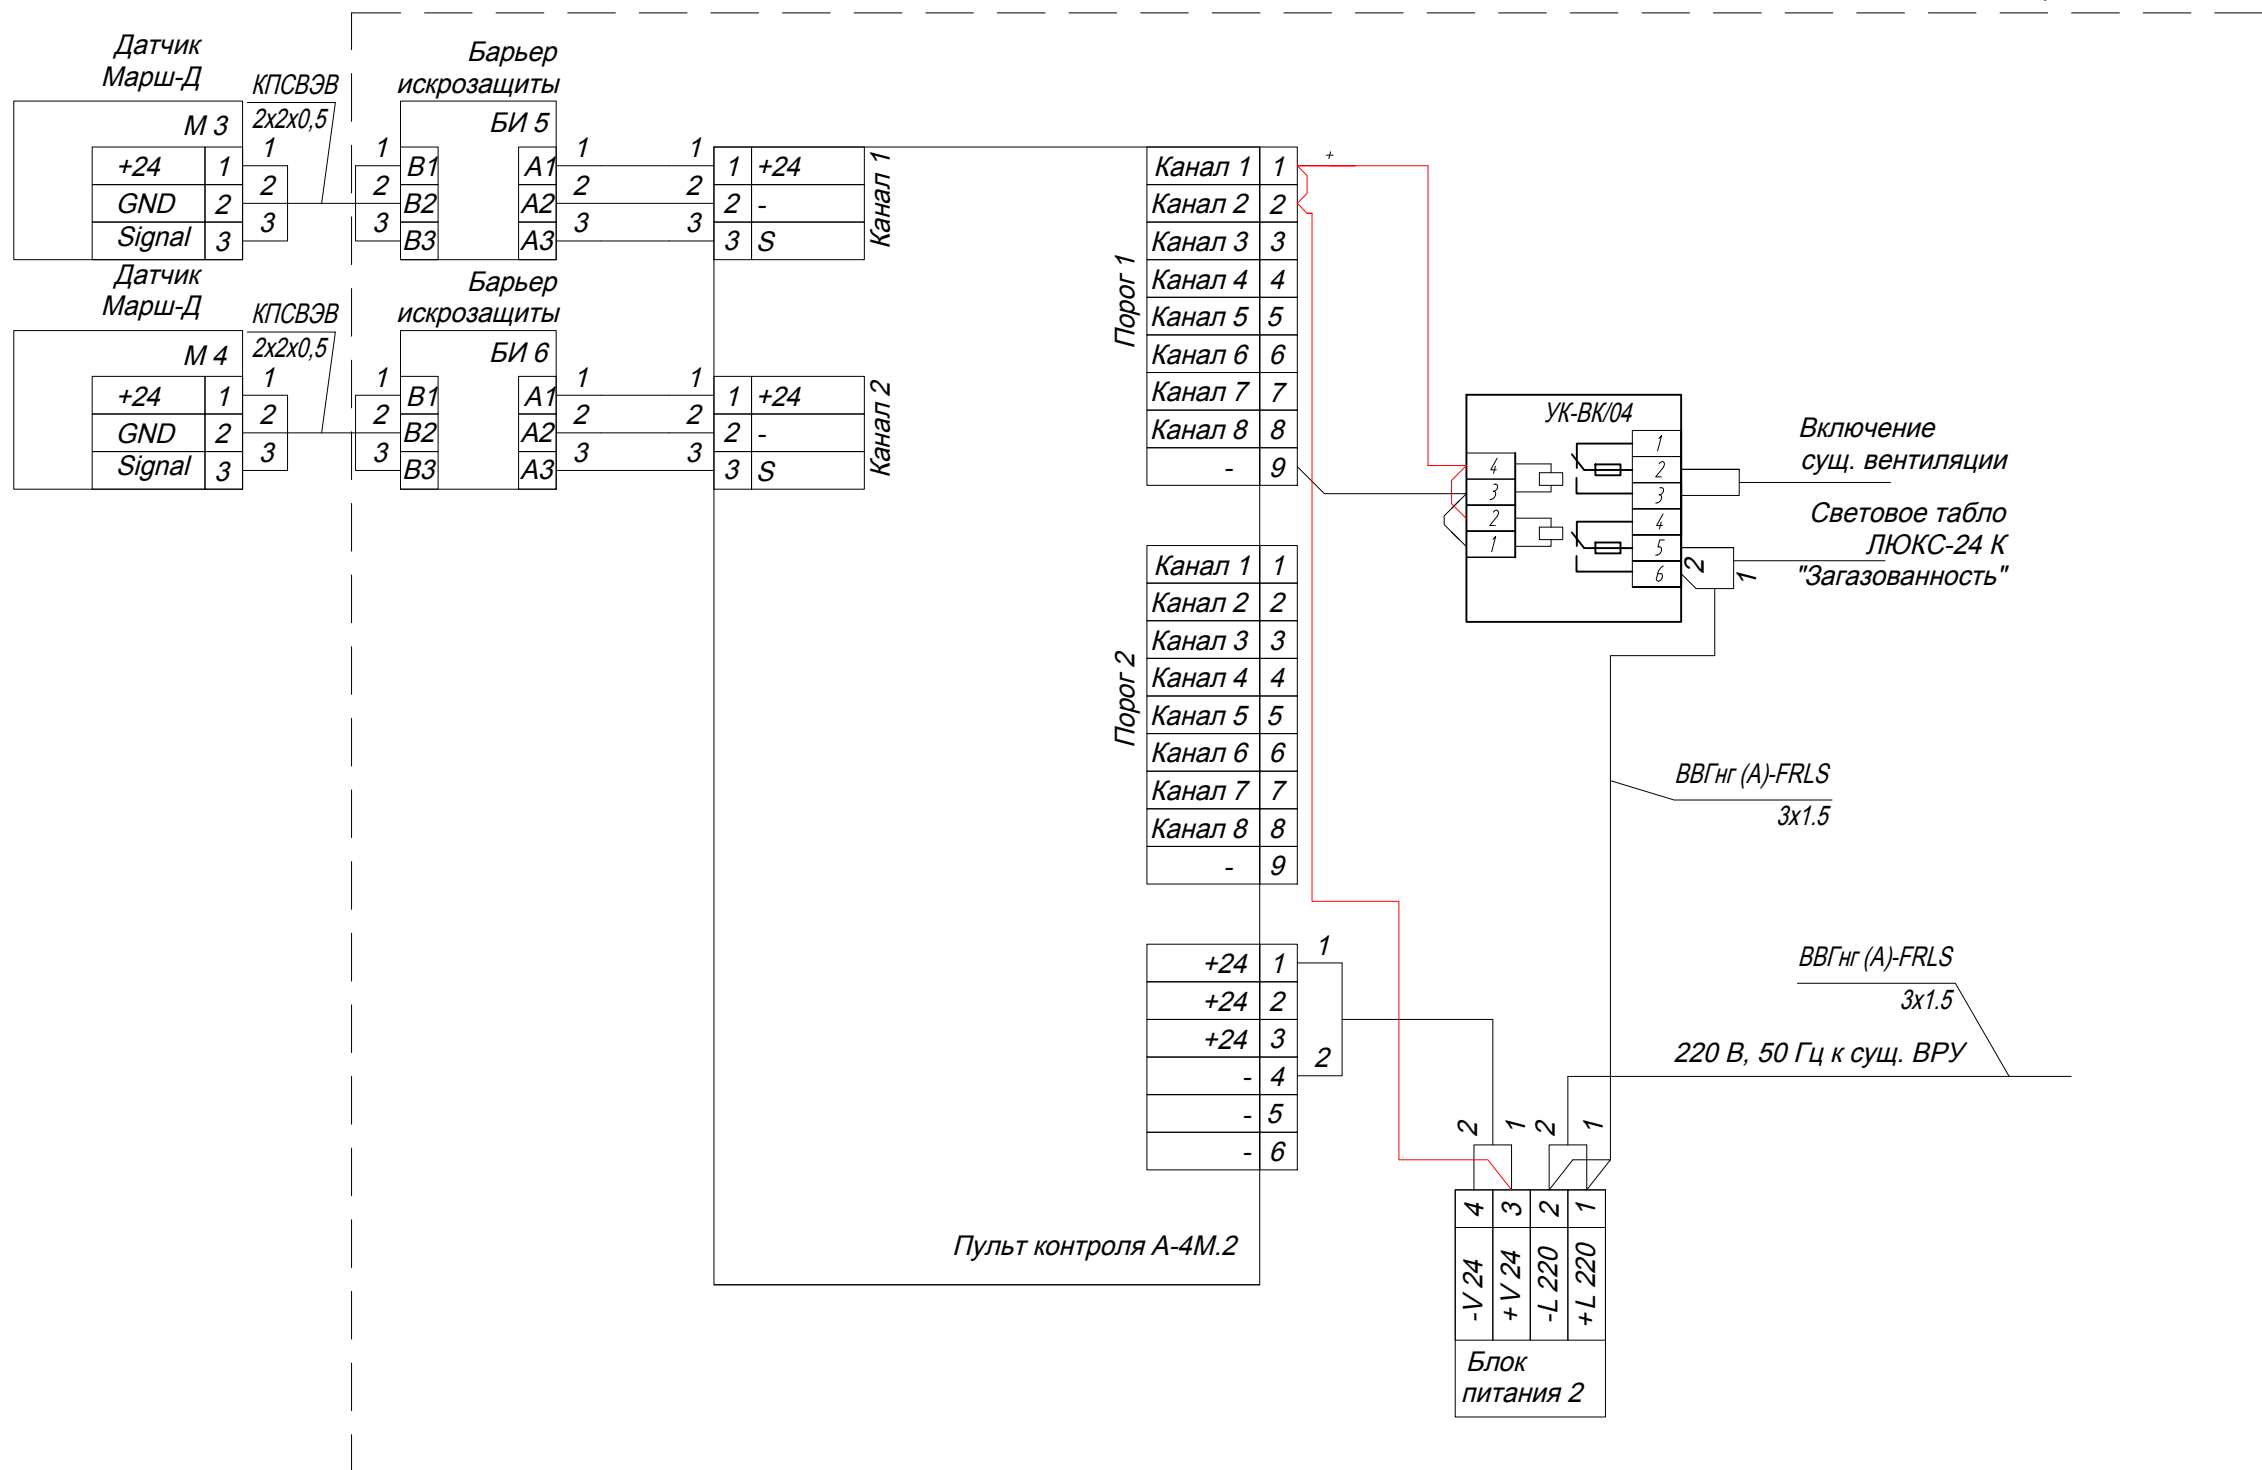 Датчик
Марш-Д
КПСВЭВ
2х2х0,5
М 3
+24 1
GND 2
Signal 3
1
2
3
Барьер
искрозащиты
БИ 5
1
2
3
B1 A1
B2 A2
B3 A3
1 1
2 2
3 3
1 +24
2 -
3 S
Канал 1
Датчик
Марш-Д
КПСВЭВ
2х2х0,5
М 4
+24 1
GND 2
Signal 3
1
2
3
Барьер
искрозащиты
БИ 6
1
2
3
B1 A1
B2 A2
B3 A3
1 1
2 2
3 3
1 +24
2 -
3 S
Канал 2
Порог 1
Канал 1 1
Канал 2 2
Канал 3 3
Канал 4 4
Канал 5 5
Канал 6 6
Канал 7 7
Канал 8 8
- 9
+
Порог 2
Канал 1 1
Канал 2 2
Канал 3 3
Канал 4 4
Канал 5 5
Канал 6 6
Канал 7 7
Канал 8 8
- 9
+24 1
+24 2
+24 3
- 4
- 5
- 6
1
2
Пульт контроля А-4М.2
УК-ВК/04
4
3
2
1
1
2
3
4
5
6
2
1
Включение
сущ. вентиляции
Световое табло
ЛЮКС-24 К
"Загазованность"
ВВГнг (А)-FRLS
3х1.5
ВВГнг (А)-FRLS
3х1.5
220 В, 50 Гц к сущ. ВРУ
2 1 2 1
4 3 2 1
-V 24
+V 24
-L 220
+L 220
Блок
питания 2